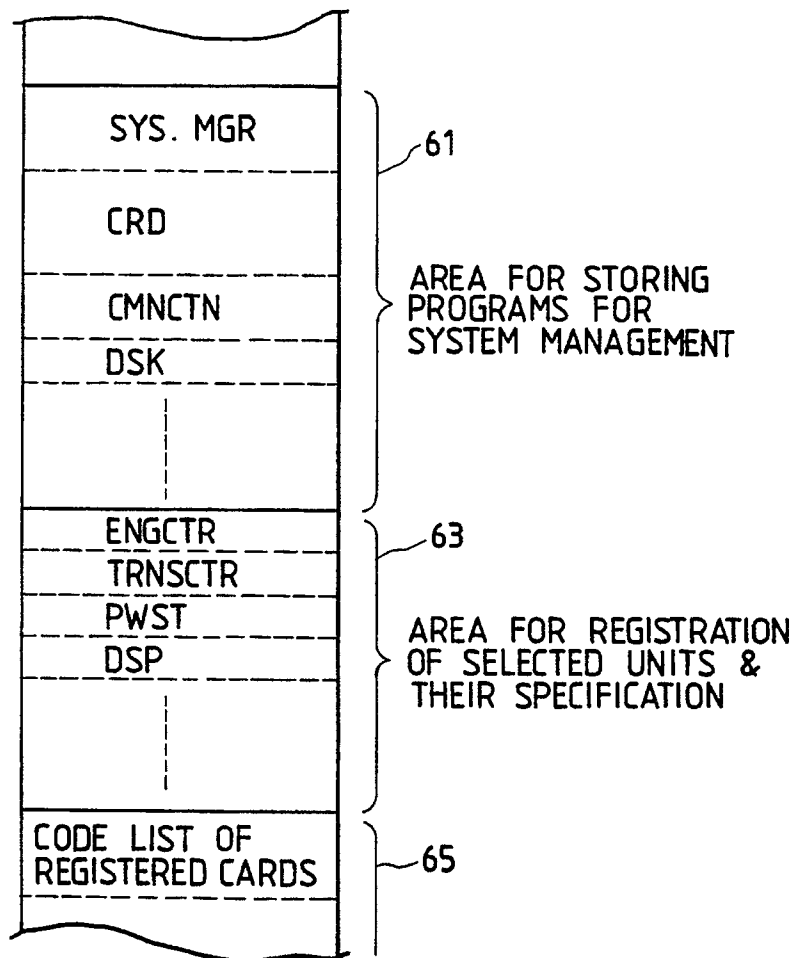 SYS. MGR
61
CRD
AREA FOR STORING
PROGRAMS FOR
SYSTEM MANAGEMENT
CMNCTN
DSK
ENGCTR
63
TRNSCTR
PWST
AREA FOR REGISTRATION
OF SELECTED UNITS &
THEIR SPECIFICATION
DSP
CODE LIST OF
REGISTERED CARDS
65